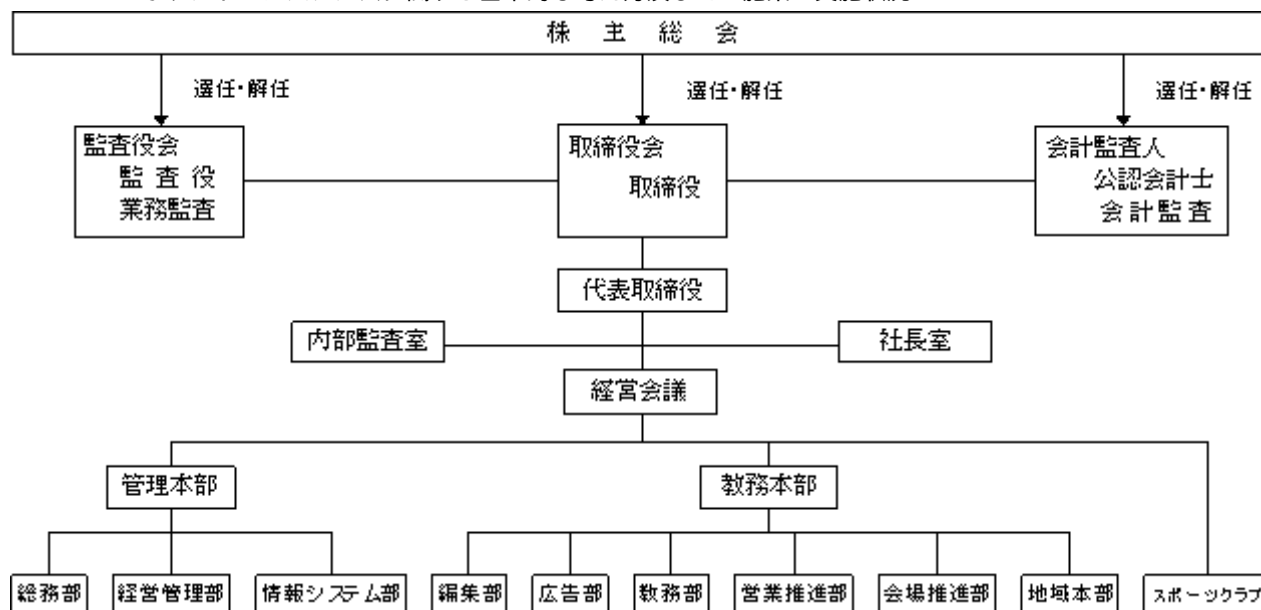 株主総会
選任・解任
選任・解任
選任・解任
監査役会
監査役
業務監査
取締役会
取締役
会計監査人
公認会計士
会計監査
代表取締役
内部監査室
社長室
経営会議
管理本部
教務本部
総務部
経営管理部
情報システム部
編集部
広告部
教務部
営業推進部
会場推進部
地域本部
スポーツクラブ